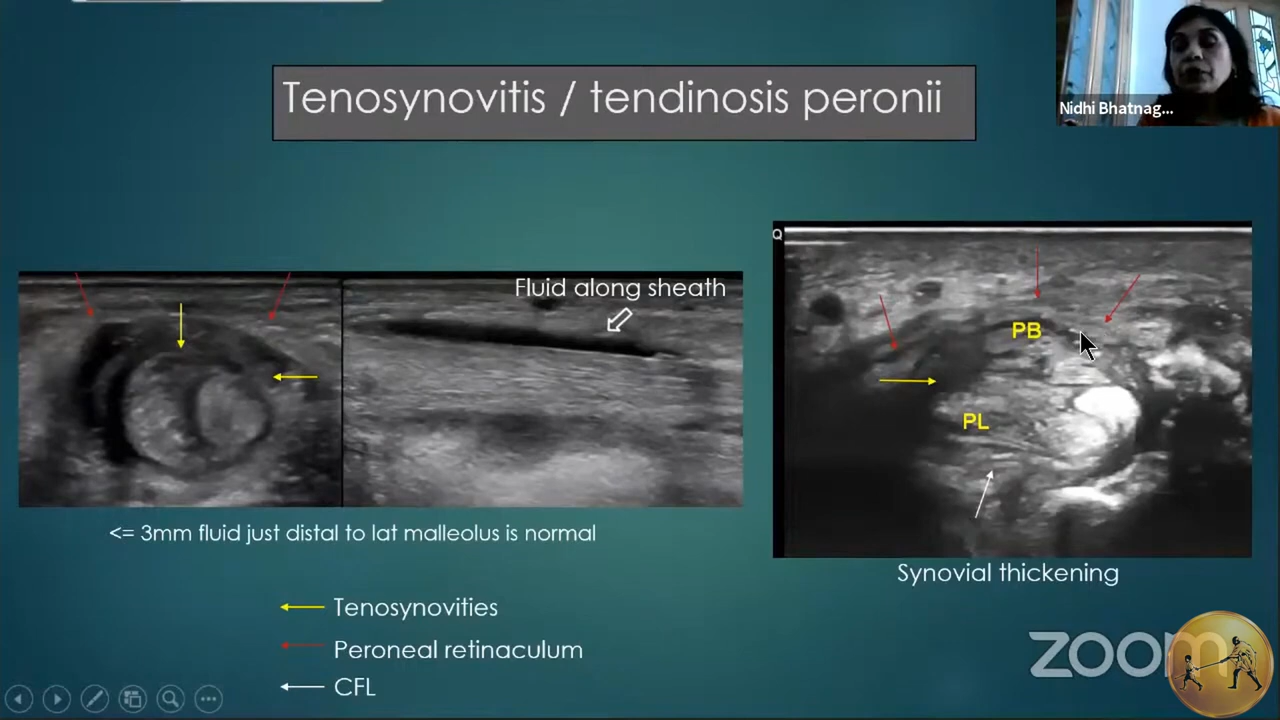 Tenosynovitis / tendinosis peronii
Nidhi Bhatnag...
Fluid along sheath
Q
PB
PL
<= 3mm fluid just distal to lat malleolus is normal
Synovial thickening
Tenosynovities
Peroneal retinaculum
CFL
zoom